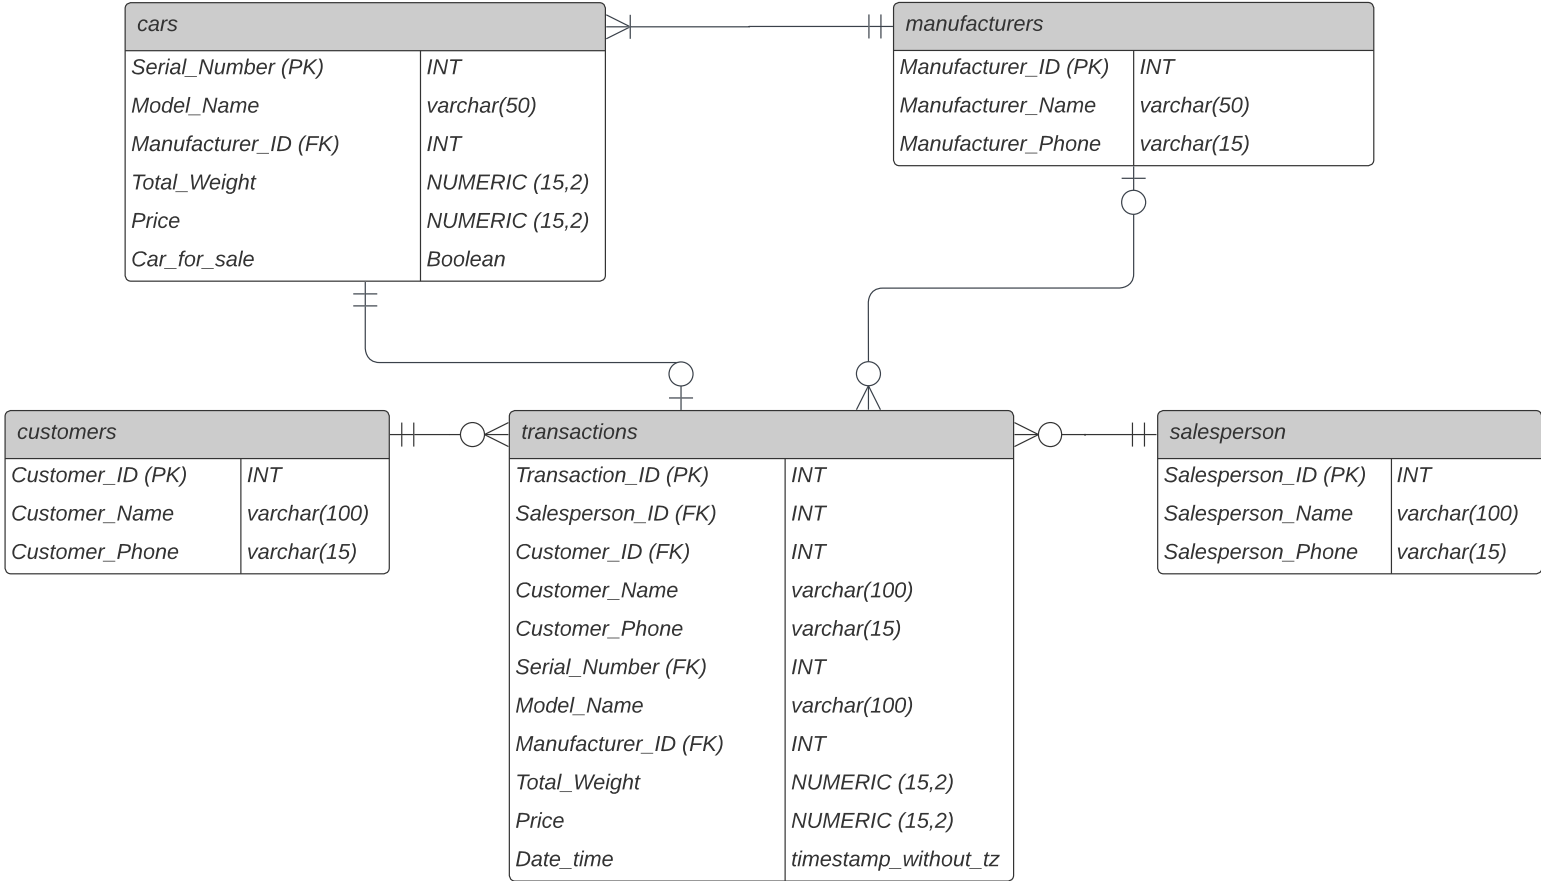 cars
Serial_Number (PK) INT
Model_Name varchar(50)
Manufacturer_ID (FK) INT
Total_Weight NUMERIC (15,2)
Price NUMERIC (15,2)
Car_for_sale Boolean
manufacturers
Manufacturer_ID (PK) INT
Manufacturer_Name varchar(50)
Manufacturer_Phone varchar(15)
customers
Customer_ID (PK) INT
Customer_Name varchar(100)
Customer_Phone varchar(15)
transactions
Transaction_ID (PK) INT
Salesperson_ID (FK) INT
Customer_ID (FK) INT
Customer_Name varchar(100)
Customer_Phone varchar(15)
Serial_Number (FK) INT
Model_Name varchar(100)
Manufacturer_ID (FK) INT
Total_Weight NUMERIC (15,2)
Price NUMERIC (15,2)
Date_time timestamp_without_tz
salesperson
Salesperson_ID (PK) INT
Salesperson_Name varchar(100)
Salesperson_Phone varchar(15)